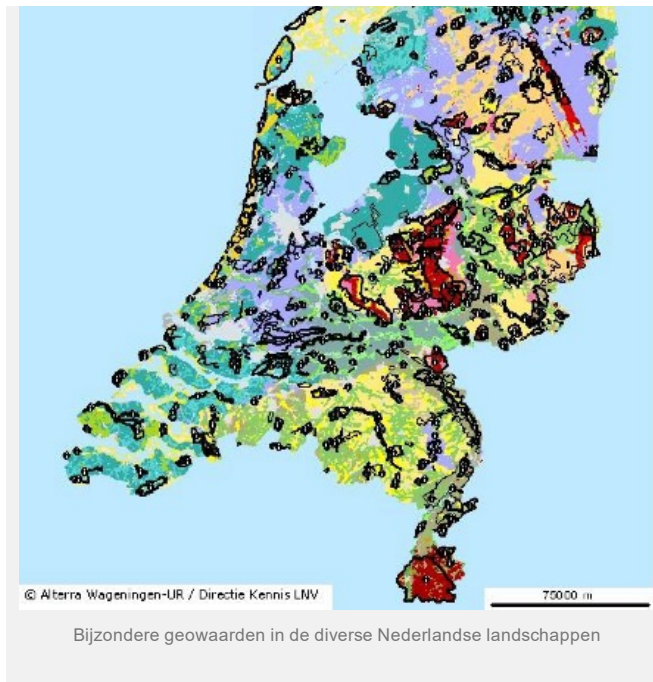 © Alterra Wageningen-UR / Directie Kennis LNV
75000 m
Bijzondere geowaarden in de diverse Nederlandse landschappen